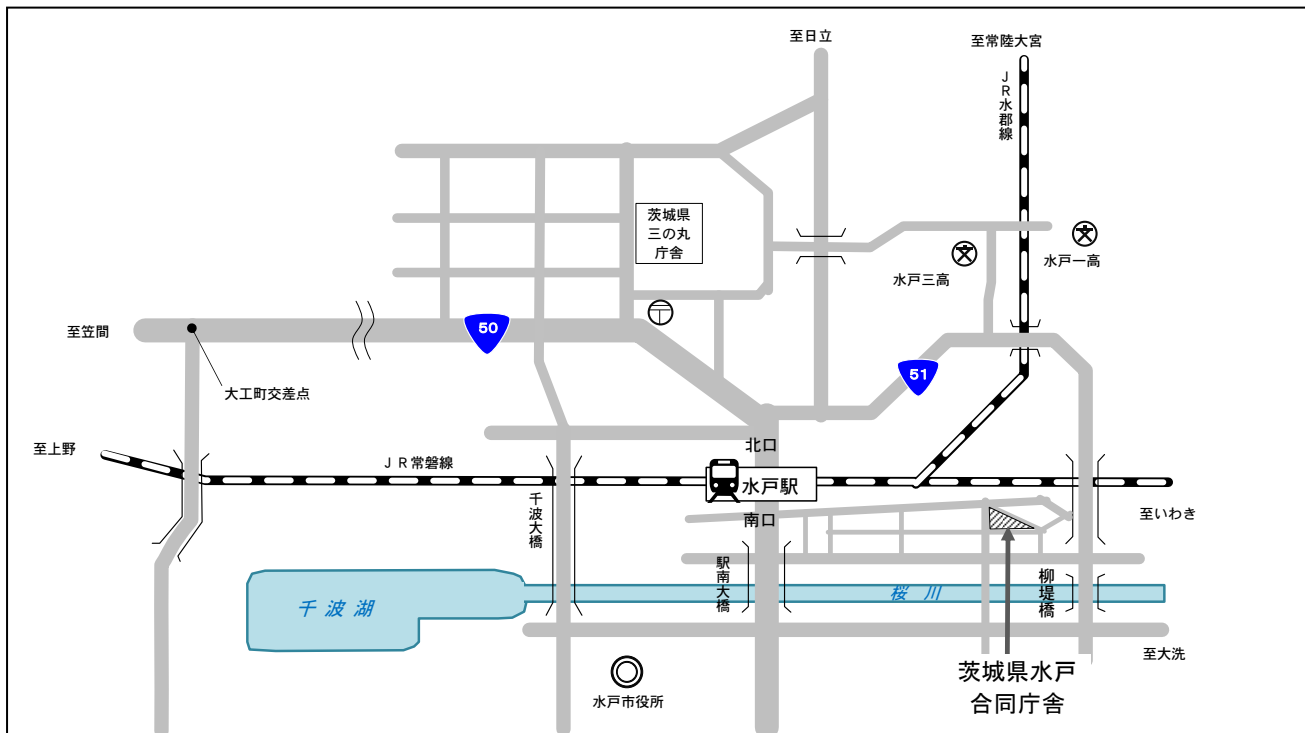 至日立
至常陸大宮
JR水郡線
茨城県
三の丸
庁舎
水戸三高
水戸一高
至笠間
50
51
大工町交差点
至上野
JR常磐線
北口
水戸駅
南口
千波大橋
至いわき
駅南大橋
柳堤橋
千波湖
桜川
至大洗
水戸市役所
茨城県水戸
合同庁舎